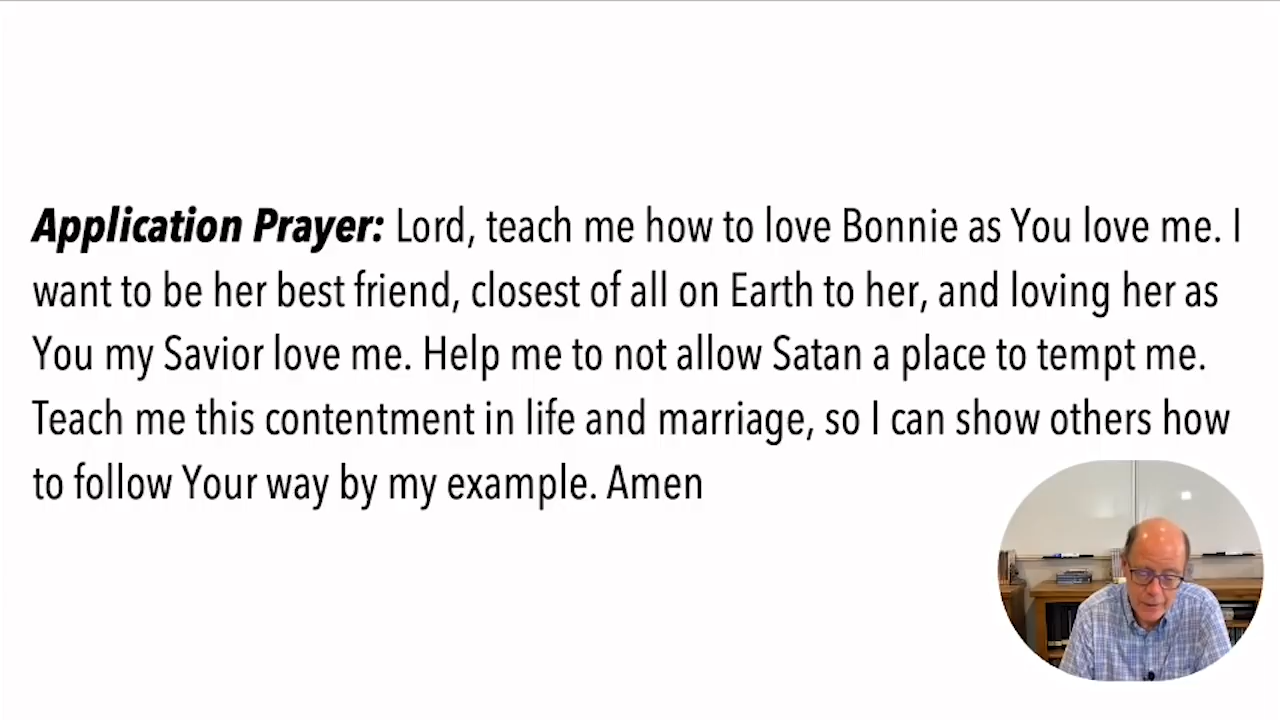 Application Prayer: Lord, teach me how to love Bonnie as You love me. I
want to be her best friend, closest of all on Earth to her, and loving her as
You my Savior love me. Help me to not allow Satan a place to tempt me.
Teach me this contentment in life and marriage, so I can show others how
to follow Your way by my example. Amen